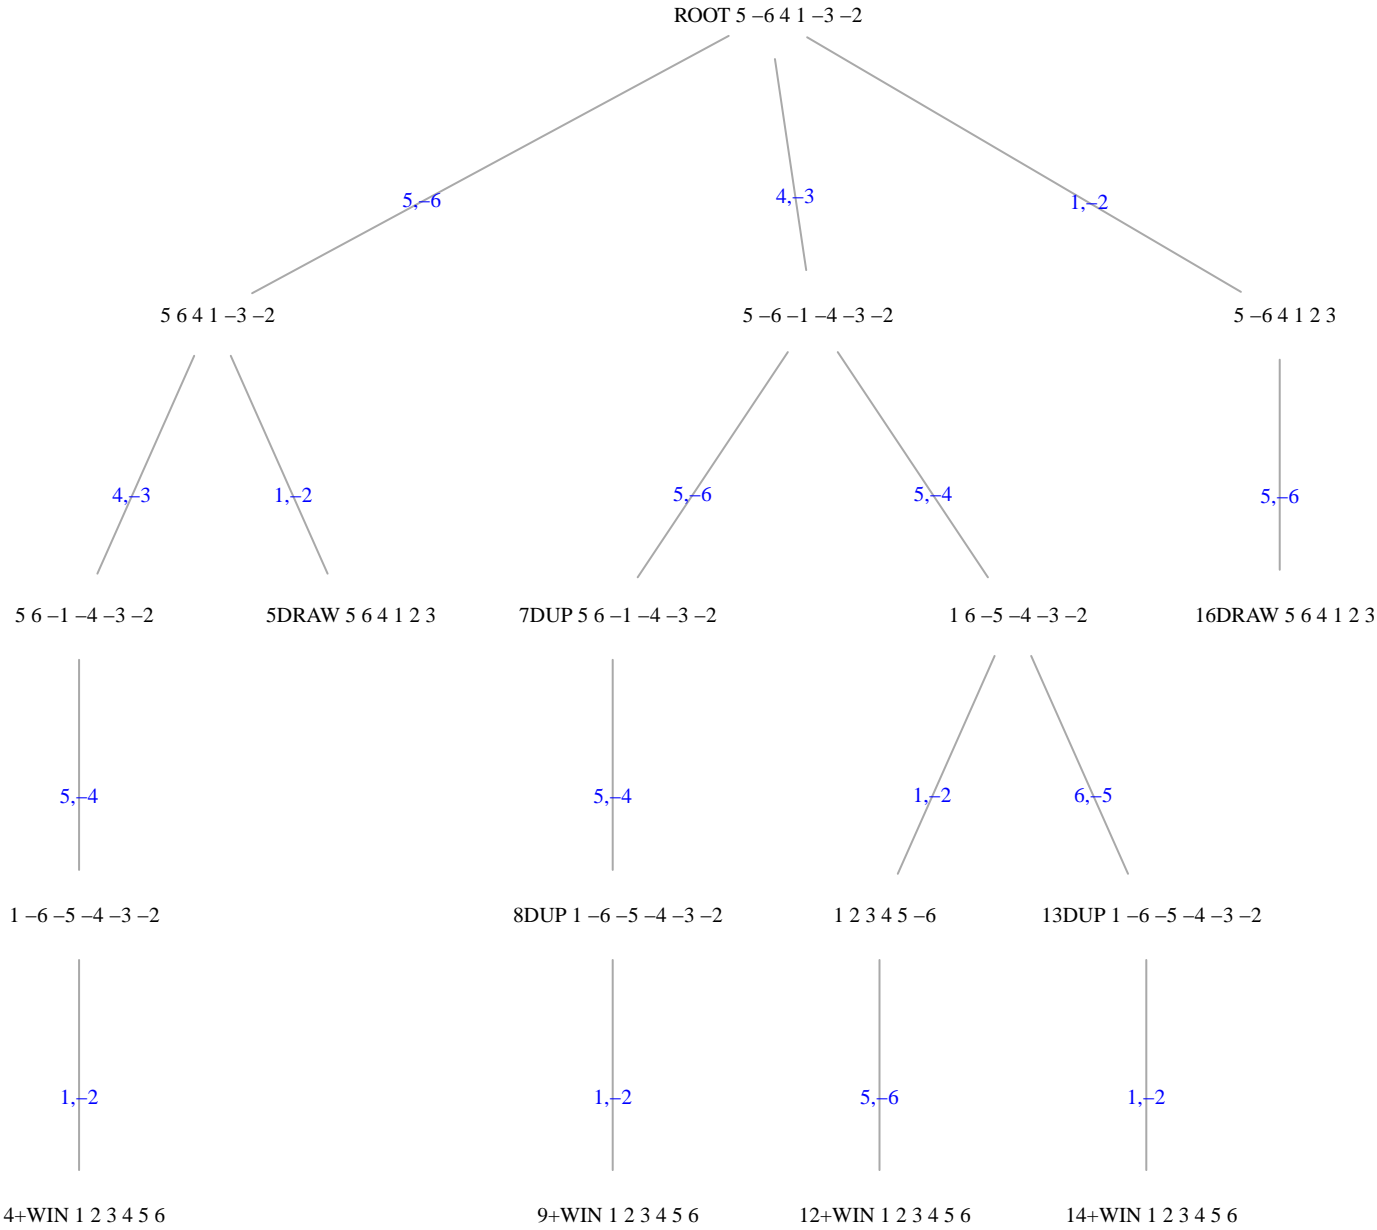 ROOT 5 –6 4 1 –3 –2
5,–6
4,–3
1,–2
5 6 4 1 –3 –2
5 –6 –1 –4 –3 –2
5 –6 4 1 2 3
4,–3
1,–2
5,–6
5,–4
5,–6
5 6 –1 –4 –3 –2
5DRAW 5 6 4 1 2 3
7DUP 5 6 –1 –4 –3 –2
1 6 –5 –4 –3 –2
16DRAW 5 6 4 1 2 3
5,–4
5,–4
1,–2
6,–5
1 –6 –5 –4 –3 –2
8DUP 1 –6 –5 –4 –3 –2
1 2 3 4 5 –6
13DUP 1 –6 –5 –4 –3 –2
1,–2
1,–2
5,–6
1,–2
4+WIN 1 2 3 4 5 6
9+WIN 1 2 3 4 5 6
12+WIN 1 2 3 4 5 6
14+WIN 1 2 3 4 5 6